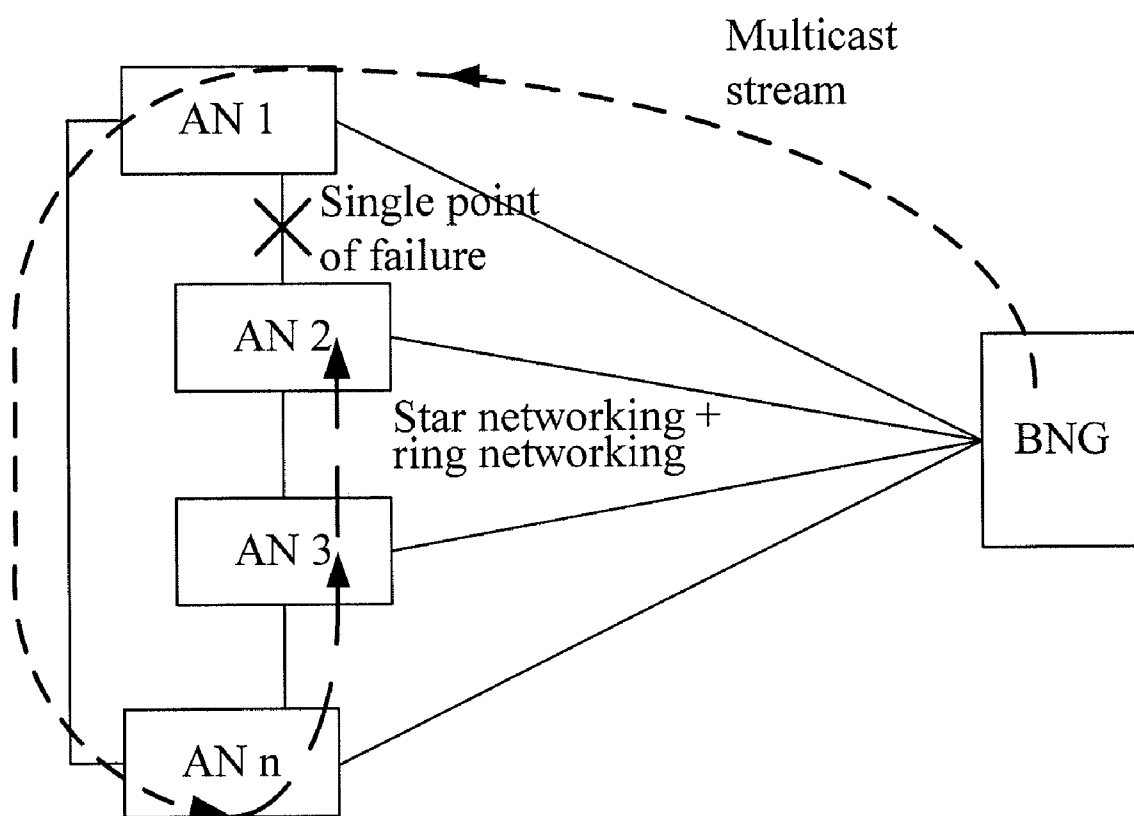 Multicast
stream
AN 1
Single point
of failure
AN 2
Star networking +
ring networking
BNG
AN 3
AN n